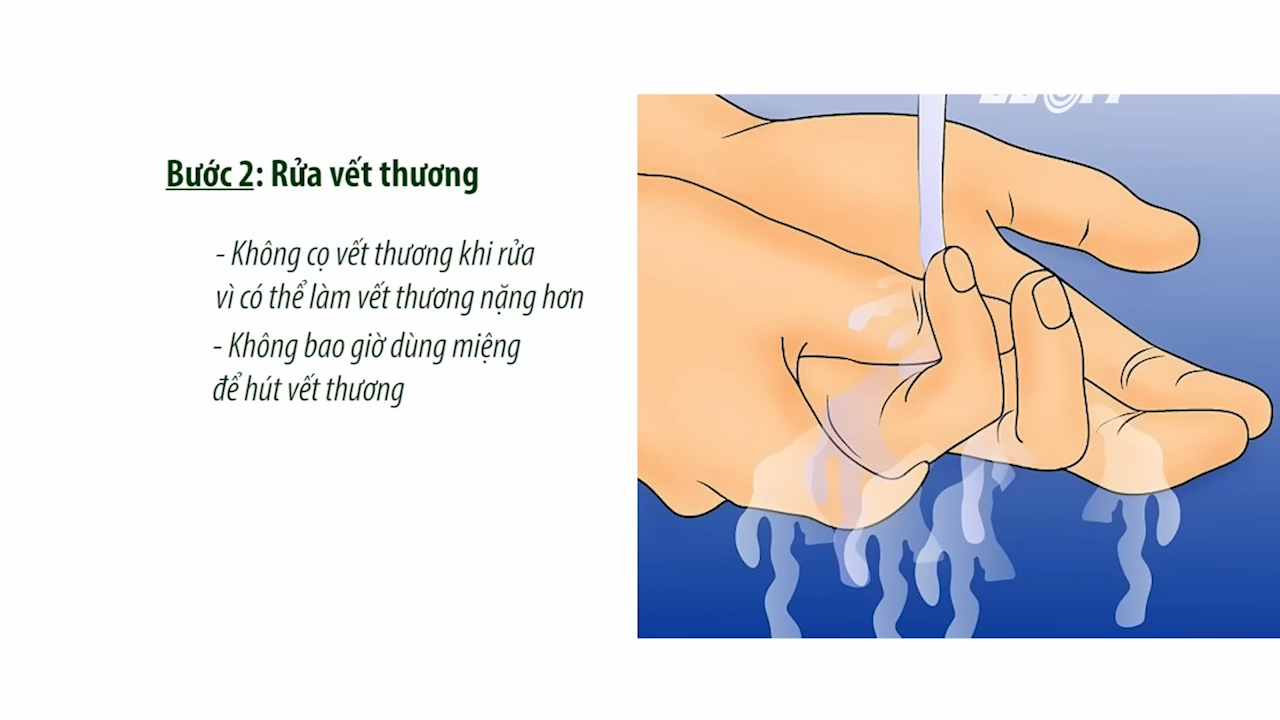 Bước 2: Rửa vết thương
- Không cọ vết thương khi rửa
vì có thể làm vết thương nặng hơn
- Không bao giờ dùng miệng
để hút vết thương